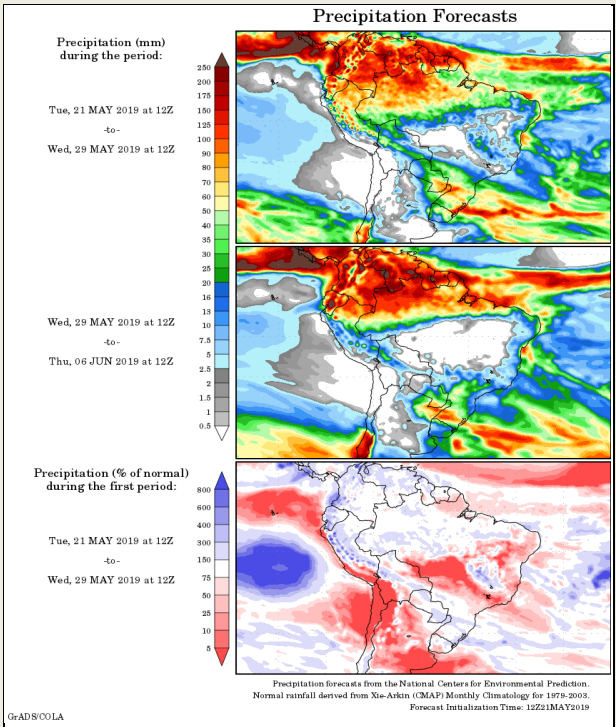 Precipitation Forecasts
Precipitation (mm)
during the period:
Tue, 21 MAY 2019 at 12Z
-to-
Wed, 29 MAY 2019 at 12Z
250
200
175
150
125
100
90
80
70
60
50
40
35
30
25
20
16
13
10
7.5
5
2.5
2
1.5
1
0.5
Wed, 29 MAY 2019 at 12Z
-to-
Thu, 06 JUN 2019 at 12Z
Precipitation (% of normal)
during the first period:
Tue, 21 MAY 2019 at 12Z
-to-
Wed, 29 MAY 2019 at 12Z
800
600
400
300
150
75
50
25
10
5
Precipitation forecasts from the National Centers for Environmental Prediction.
Normal rainfall derived from Xie-Arkin (CMAP) Monthly Climatology for 1979-2003.
Forecast Initialization Time: 12Z21MAY2019
GrADS/COLA